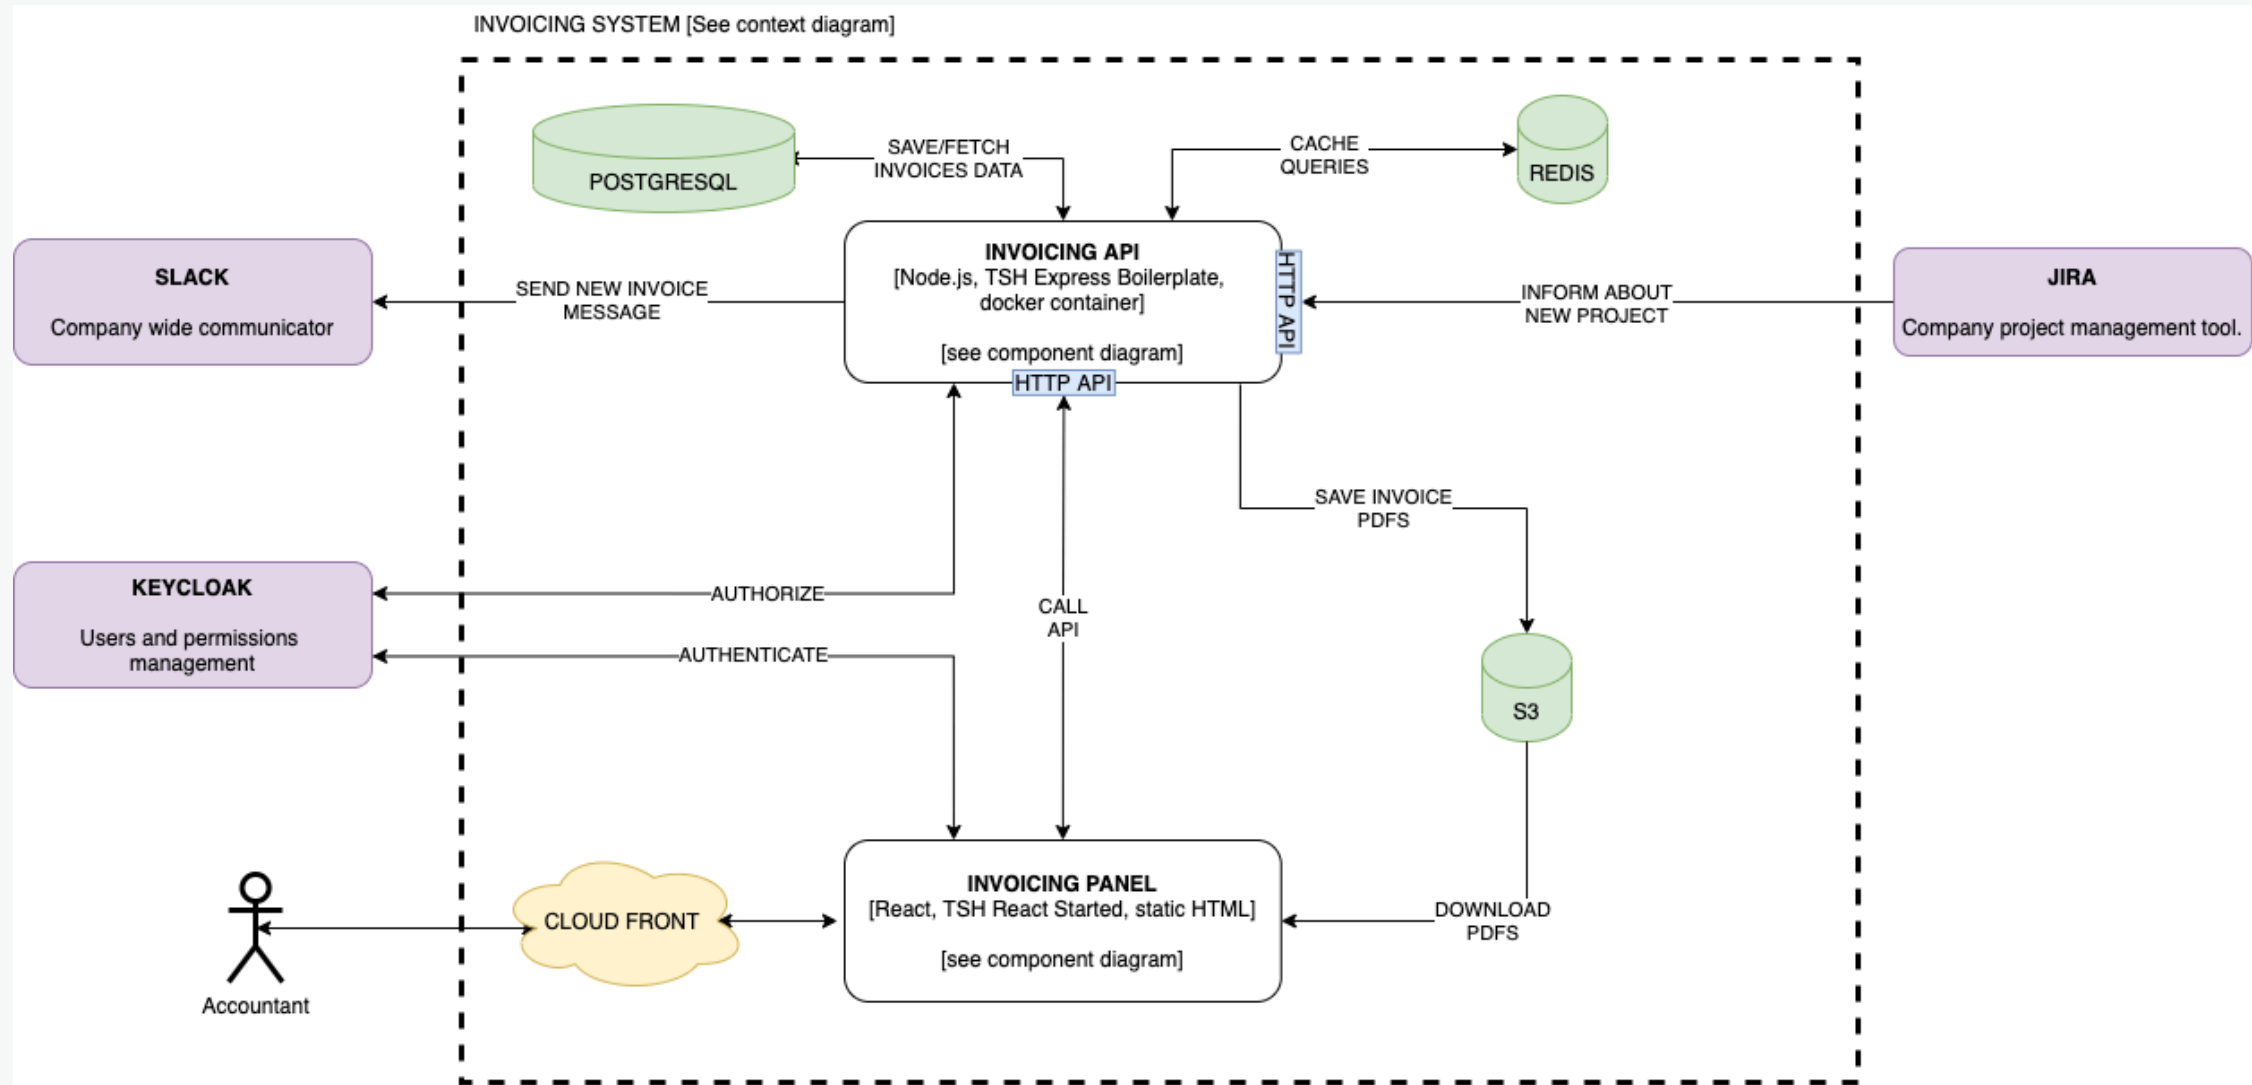 INVOICING SYSTEM [See context diagram]
POSTGRESQL
SAVE/FETCH
INVOICES DATA
CACHE
QUERIES
REDIS
SLACK
Company wide communicator
SEND NEW INVOICE
MESSAGE
INVOICING API
[Node.js, TSH Express Boilerplate,
docker container]
[see component diagram]
HTTP API
HTTP API
INFORM ABOUT
NEW PROJECT
JIRA
Company project management tool.
SAVE INVOICE
PDFS
KEYCLOAK
Users and permissions
management
AUTHORIZE
AUTHENTICATE
CALL
API
S3
Accountant
CLOUD FRONT
INVOICING PANEL
[React, TSH React Started, static HTML]
[see component diagram]
DOWNLOAD
PDFS